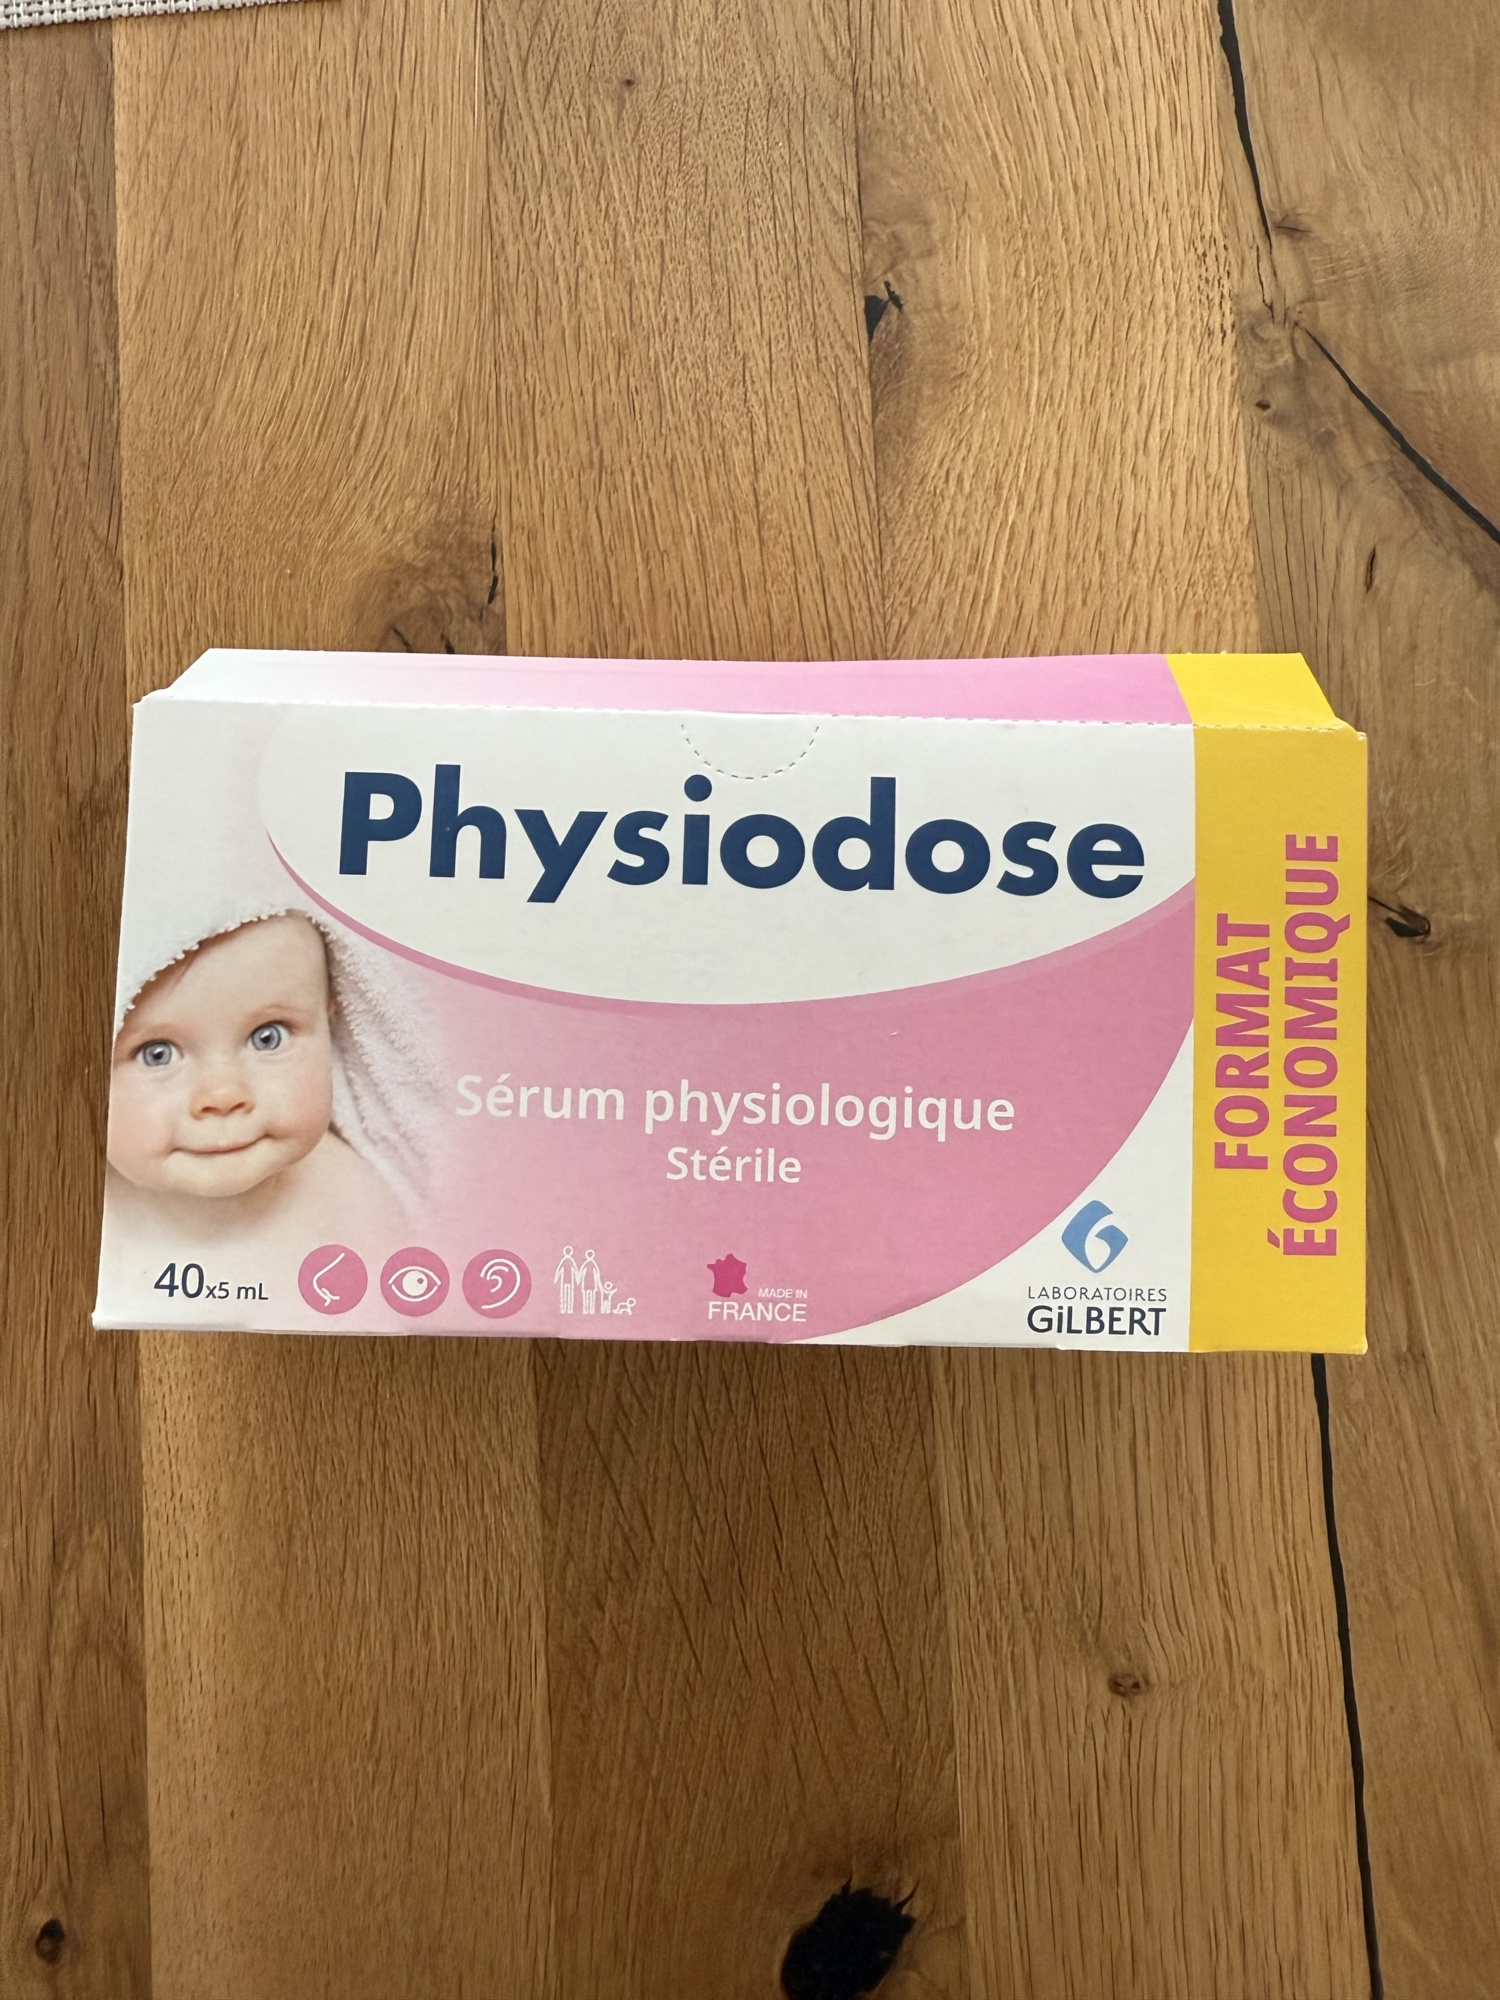 Physiodose
Sérum physiologique
Stérile
40x5 mL
MADE IN
FRANCE
LABORATOIRES
GiLBERT
FORMAT
ÉCONOMIQUE